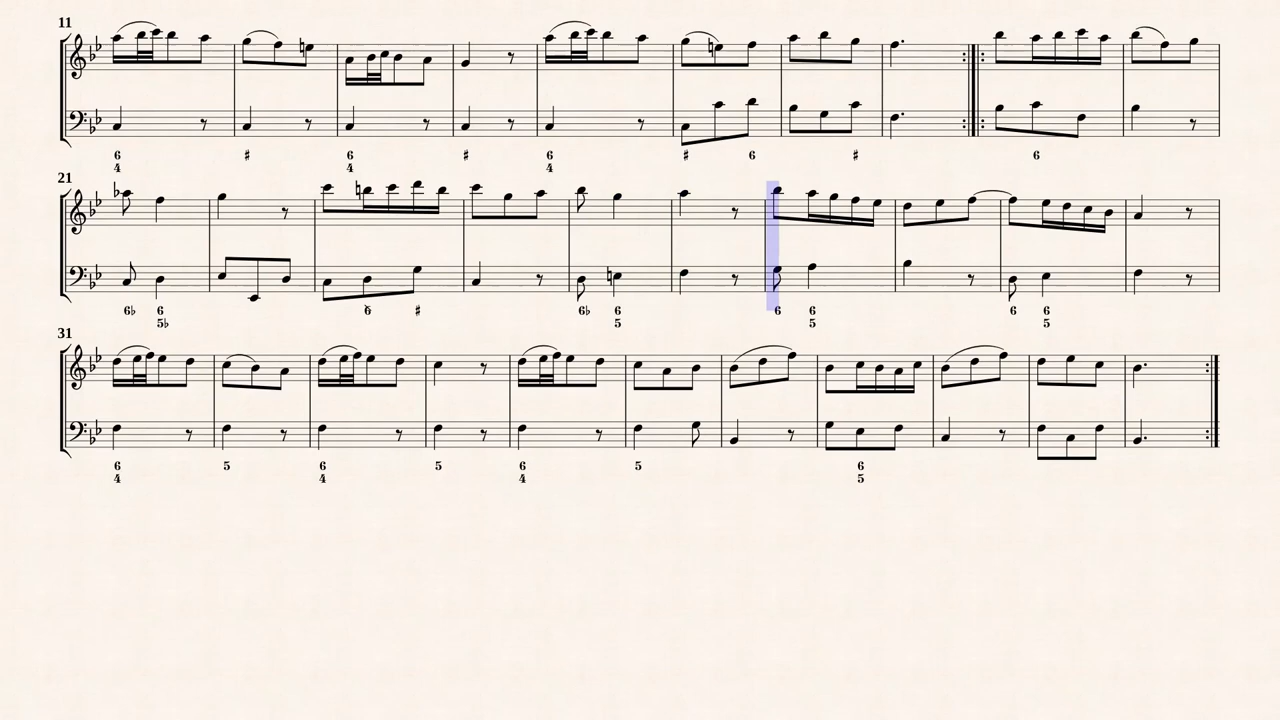 11
6 ♯ 6 ♯ 6 ♯ 6 ♯ 6
4 4 4
21
6♭ 6 6 ♯ 6♭ 6 6 6 6 6
5♭ 5 5 5
31
6 5 6 5 6 5 6
4 4 4 5